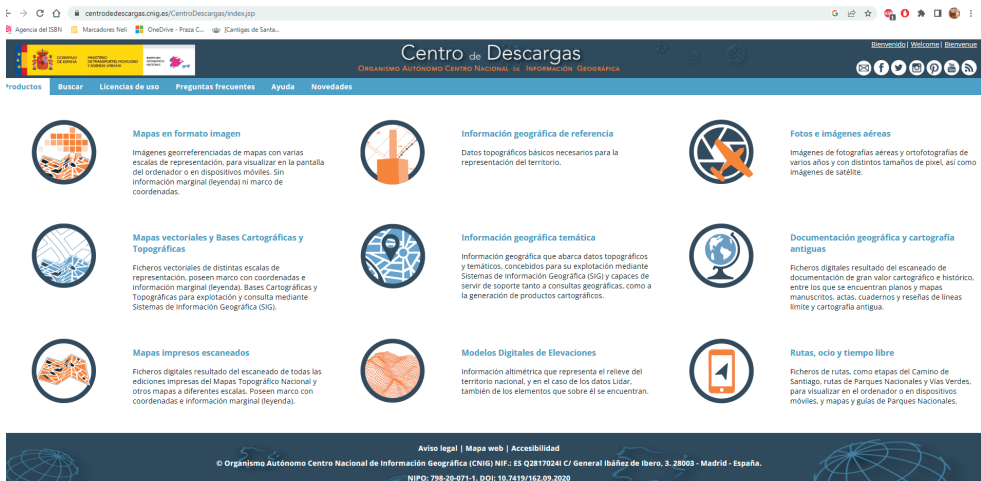 centrodedescargas.cnig.es/CentroDescargas/index.jsp
Agencia del ISBN Marcadores Neli OneDrive - Praza C... (Cantigas de Santa...
GOBIERNO DE ESPAÑA
MINISTERIO DE TRANSPORTES, MOVILIDAD Y AGENDA URBANA
Centro de Descargas
Organismo Autónomo Centro Nacional de Información Geográfica
Bienvenido| Welcome| Bienvenue
Productos Buscar Licencias de uso Preguntas frecuentes Ayuda Novedades
Mapas en formato imagen
Imágenes georreferenciadas de mapas con varias
escalas de representación, para visualizar en la pantalla
del ordenador o en dispositivos móviles. Sin
información marginal (leyenda) ni marco de
coordenadas.
Información geográfica de referencia
Datos topográficos básicos necesarios para la
representación del territorio.
Fotos e imágenes aéreas
Imágenes de fotografías aéreas y ortofotografías de
varios años y con distintos tamaños de pixel, así como
imágenes de satélite.
Mapas vectoriales y Bases Cartográficas y
Topográficas
Ficheros vectoriales de distintas escalas de
representación, poseen marco con coordenadas e
información marginal (leyenda). Bases Cartográficas y
Topográficas para explotación y consulta mediante
Sistemas de Información Geográfica (SIG).
Información geográfica temática
Información geográfica que abarca datos topográficos
y temáticos, concebidos para su explotación mediante
Sistemas de Información Geográfica (SIG) y capaces de
servir de soporte tanto a consultas geográficas, como a
la generación de productos cartográficos.
Documentación geográfica y cartografía
antiguas
Ficheros digitales resultado del escaneado de
documentación de gran valor cartográfico e histórico,
entre los que se encuentran planos y mapas
manuscritos, actas, cuadernos y reseñas de líneas
límite y cartografía antigua.
Mapas impresos escaneados
Ficheros digitales resultado del escaneado de todas las
ediciones impresas del Mapas Topográfico Nacional y
otros mapas a diferentes escalas. Poseen marco con
coordenadas e información marginal (leyenda).
Modelos Digitales de Elevaciones
Información altimétrica que representa el relieve del
territorio nacional, y en el caso de los datos Lidar,
también de los elementos que sobre él se encuentran.
Rutas, ocio y tiempo libre
Ficheros de rutas, como etapas del Camino de
Santiago, rutas de Parques Nacionales y Vías Verdes,
para visualizar en el ordenador o en dispositivos
móviles, y mapas y guías de Parques Nacionales.
Aviso legal | Mapa web | Accesibilidad
© Organismo Autónomo Centro Nacional de Información Geográfica (CNIG) NIF.: ES Q2817024I C/ General Ibáñez de Ibero, 3. 28003 - Madrid - España.
NIPO: 798-20-071-1. DOI: 10.7419/162.09.2020